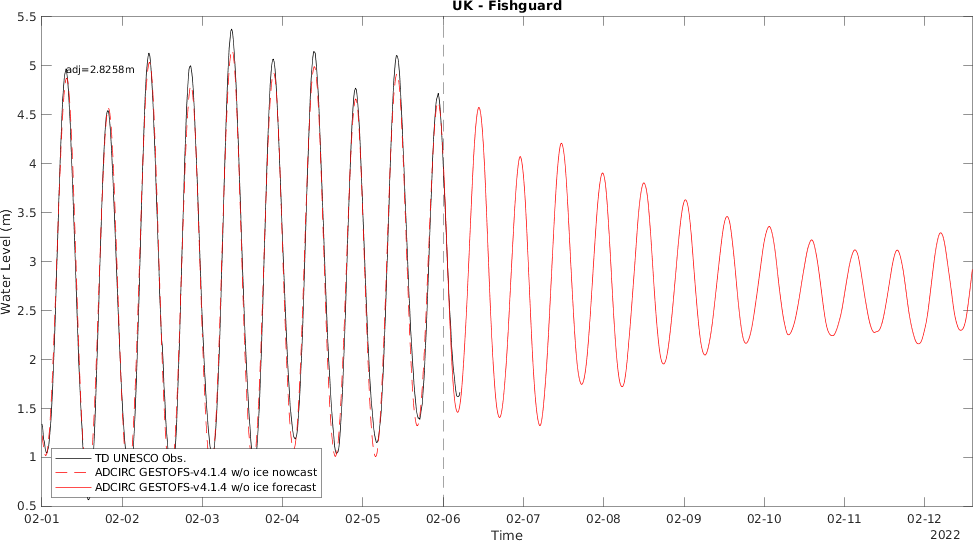 UK - Fishguard
5.5
5
4.5
4
3.5
3
2.5
2
1.5
1
0.5
Water Level (m)
adj=2.8258m
TD UNESCO Obs.
ADCIRC GESTOFS-v4.1.4 w/o ice nowcast
ADCIRC GESTOFS-v4.1.4 w/o ice forecast
02-01 02-02 02-03 02-04 02-05 02-06 02-07 02-08 02-09 02-10 02-11 02-12
Time
2022